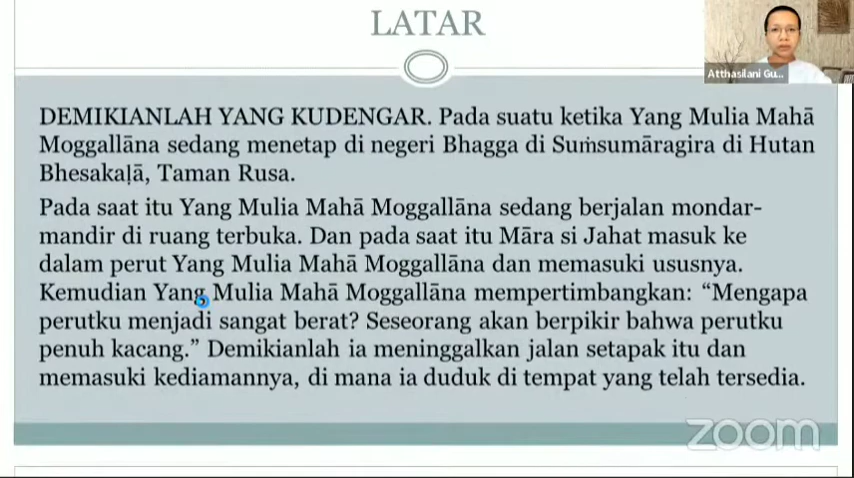 LATAR
Atthasilani Gu...
DEMIKIANLAH YANG KUDENGAR. Pada suatu ketika Yang Mulia Mahā
Moggallāna sedang menetap di negeri Bhagga di Suṁsumāragira di Hutan
Bhesakaḷā, Taman Rusa.
Pada saat itu Yang Mulia Mahā Moggallāna sedang berjalan mondar-
mandir di ruang terbuka. Dan pada saat itu Māra si Jahat masuk ke
dalam perut Yang Mulia Mahā Moggallāna dan memasuki ususnya.
Kemudian Yang Mulia Mahā Moggallāna mempertimbangkan: “Mengapa
perutku menjadi sangat berat? Seseorang akan berpikir bahwa perutku
penuh kacang.” Demikianlah ia meninggalkan jalan setapak itu dan
memasuki kediamannya, di mana ia duduk di tempat yang telah tersedia.
zoom